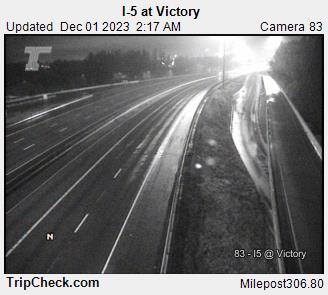 I-5 at Victory
Updated Dec 01 2023 2:17 AM Camera 83
T
N
83 - I5 @ Victory
TripCheck.com Milepost306.80